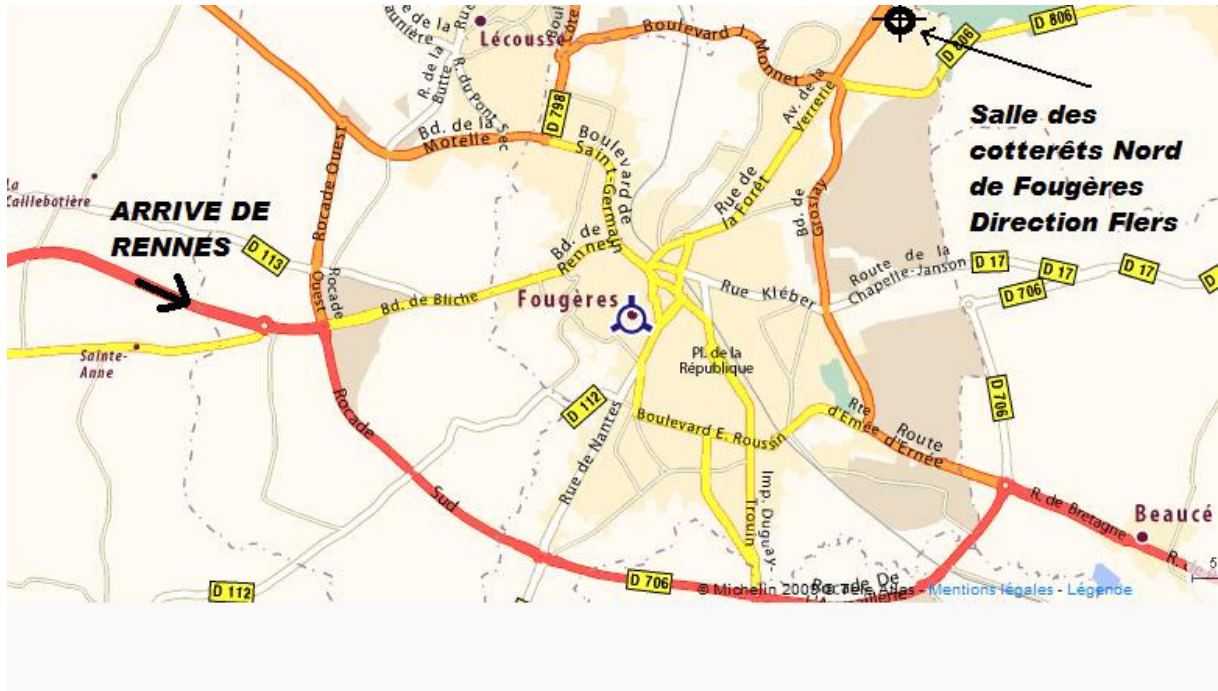 Rue
de la
Lécousse
R. de la
Butte
R. du Pont Sec
D 798
Boulevard J. Monnet
D 806
D 806
Av. de la
Verrerie
Salle des
cotterêts Nord
de Fougères
Direction Flers
Bd. de la
Motelle
Boulevard de
Saint-Germain
La
Caillebotière
ARRIVE DE
RENNES
Rocade Ouest
D 113
Rocade
Ouest
Bd. de
Rennes
Bd. de Bliche
Rue de
la Forêt
Bd. de
Groslay
Route de la
Chapelle-Janson
D 17
D 17
D 17
D 706
D
Rue Kléber
Fougères
Pl. de la
République
Sainte-
Anne
D 112
Rue de Nantes
Boulevard E. Roussin
Rte
d'Ernée
Route
d'Ernée
D 706
Rocade
Sud
Imp. Duguay-
Trouin
R. de Bretagne
Beaucé
R.
D 112
D 706
Rocade De
© Michelin 2009 © Tele Atlas - Mentions légales - Légende
5